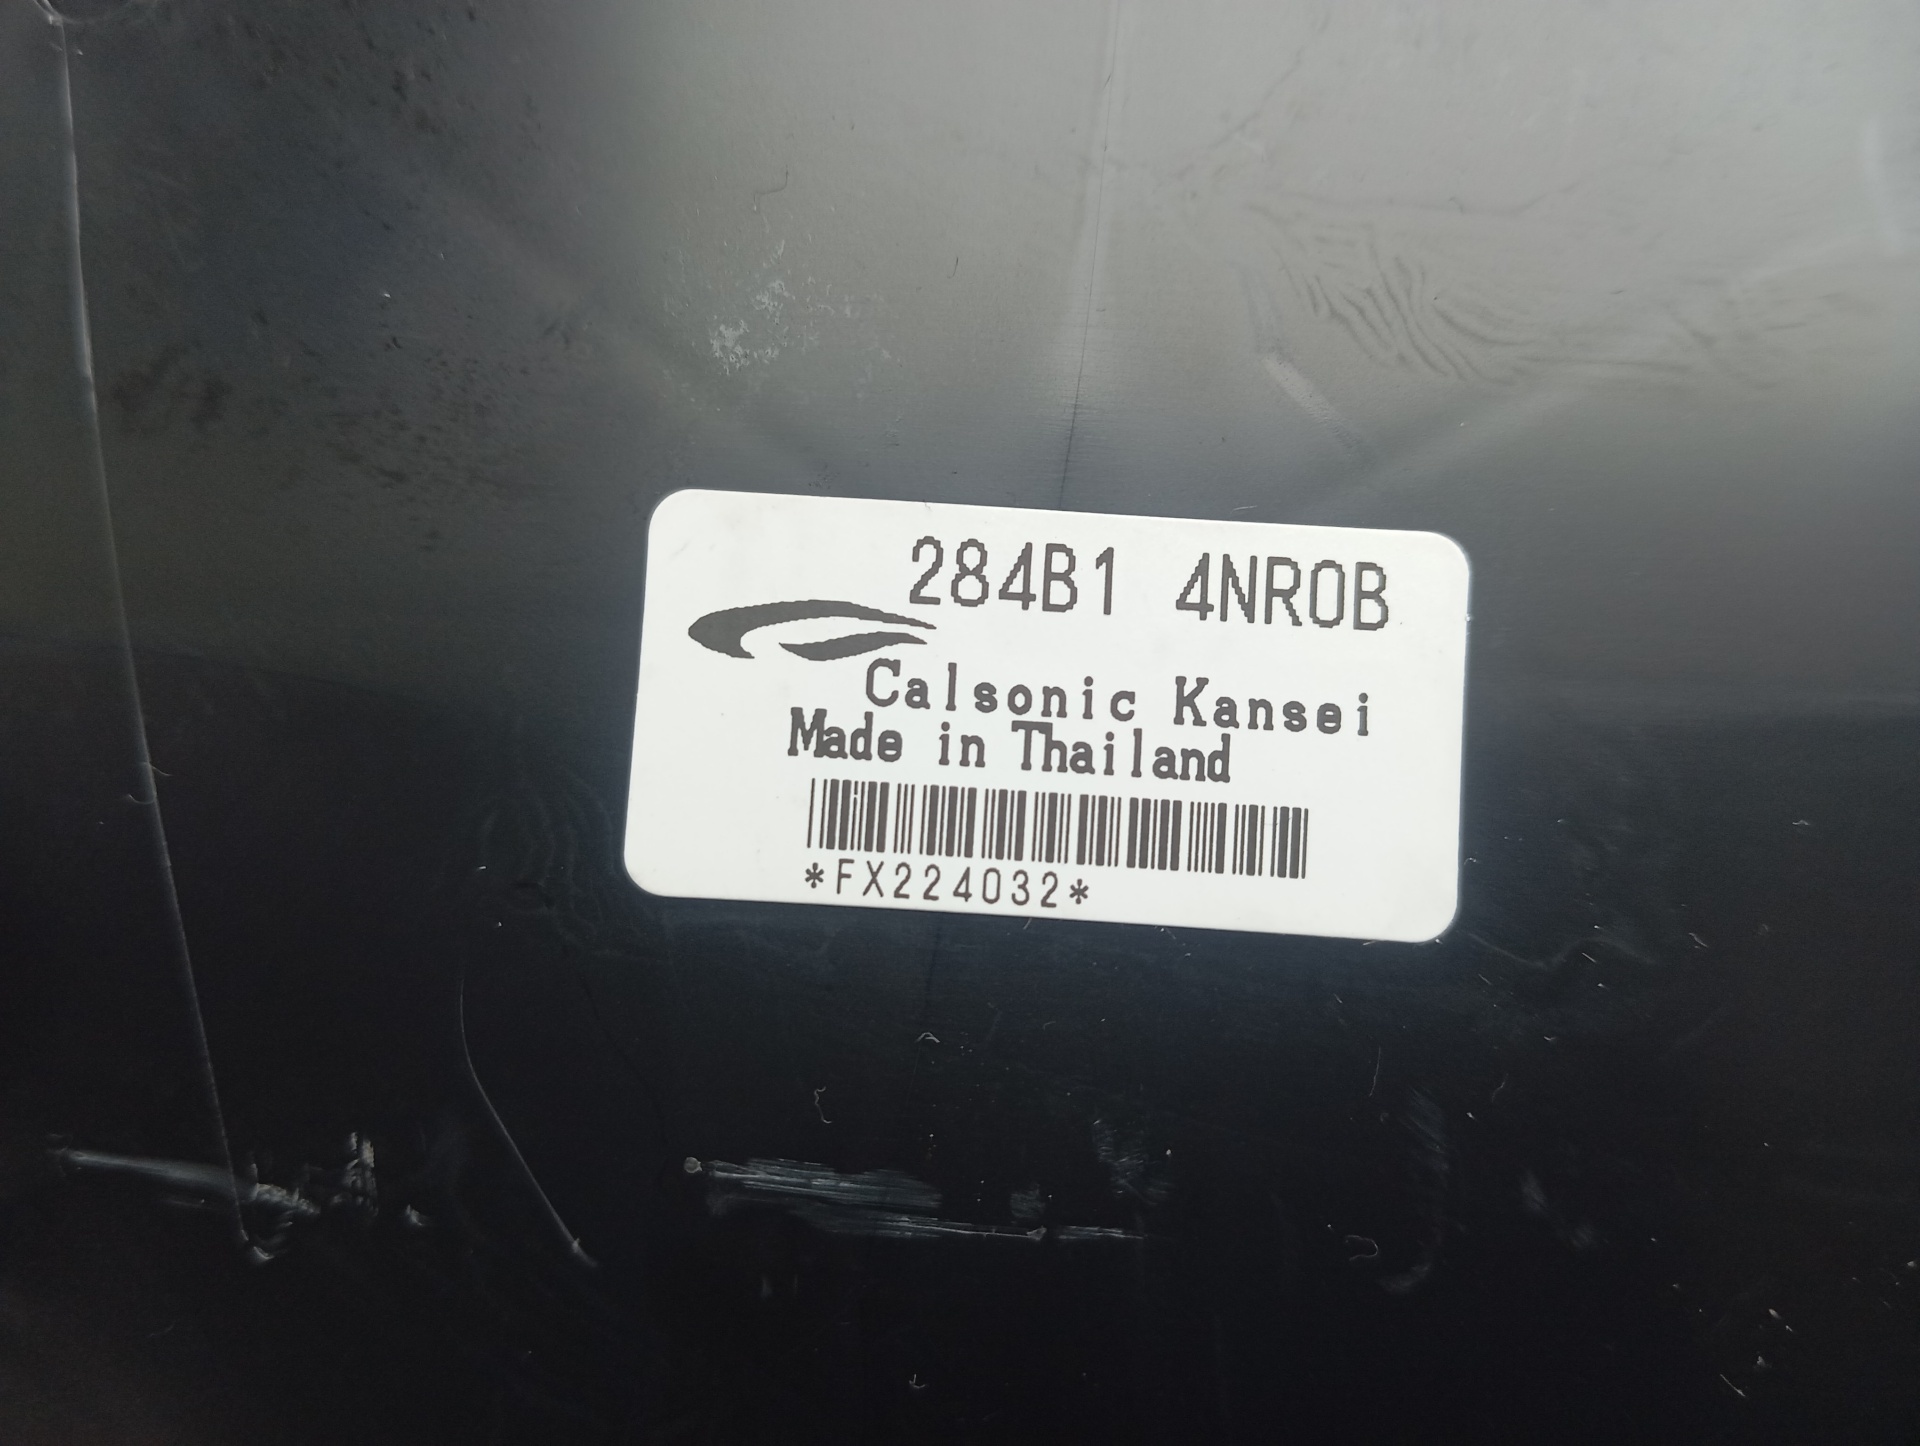 284B1 4NR0B
Calsonic Kansei
Made in Thailand
*FX224032*